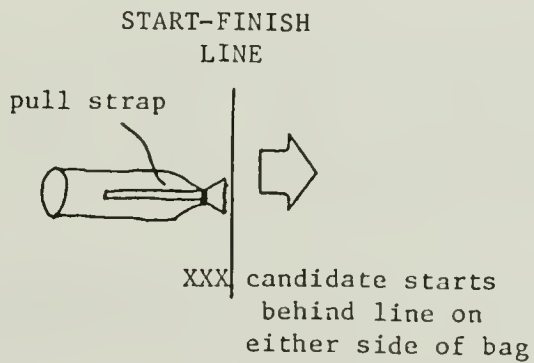 START-FINISH
LINE
pull strap
XXX candidate starts
behind line on
either side of bag